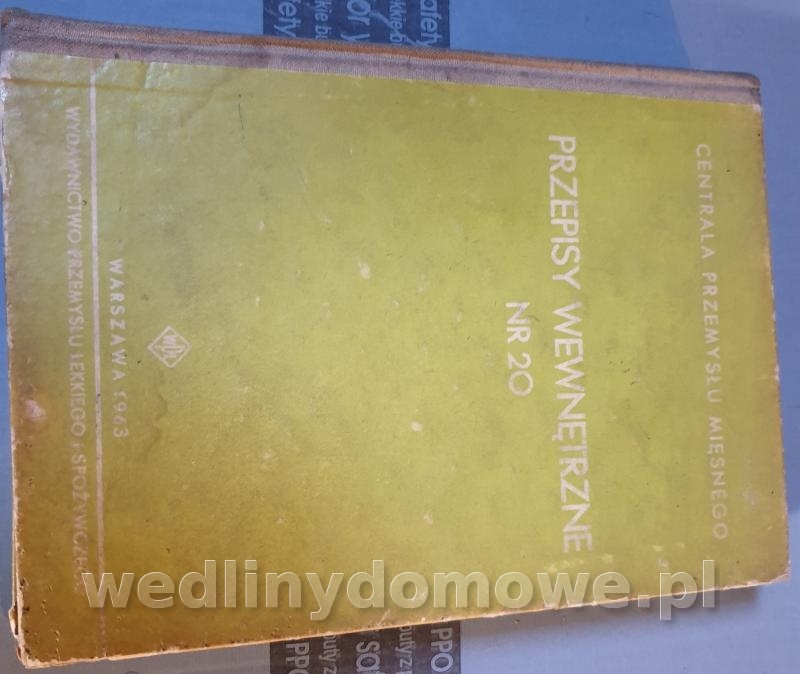 CENTRALA PRZEMYSŁU MIĘSNEGO
PRZEPISY WEWNĘTRZNE
NR 20
WARSZAWA 1963
WYDAWNICTWO PRZEMYSŁU LEKKIEGO I SPOŻYWCZEGO
wedlinydomowe.pl